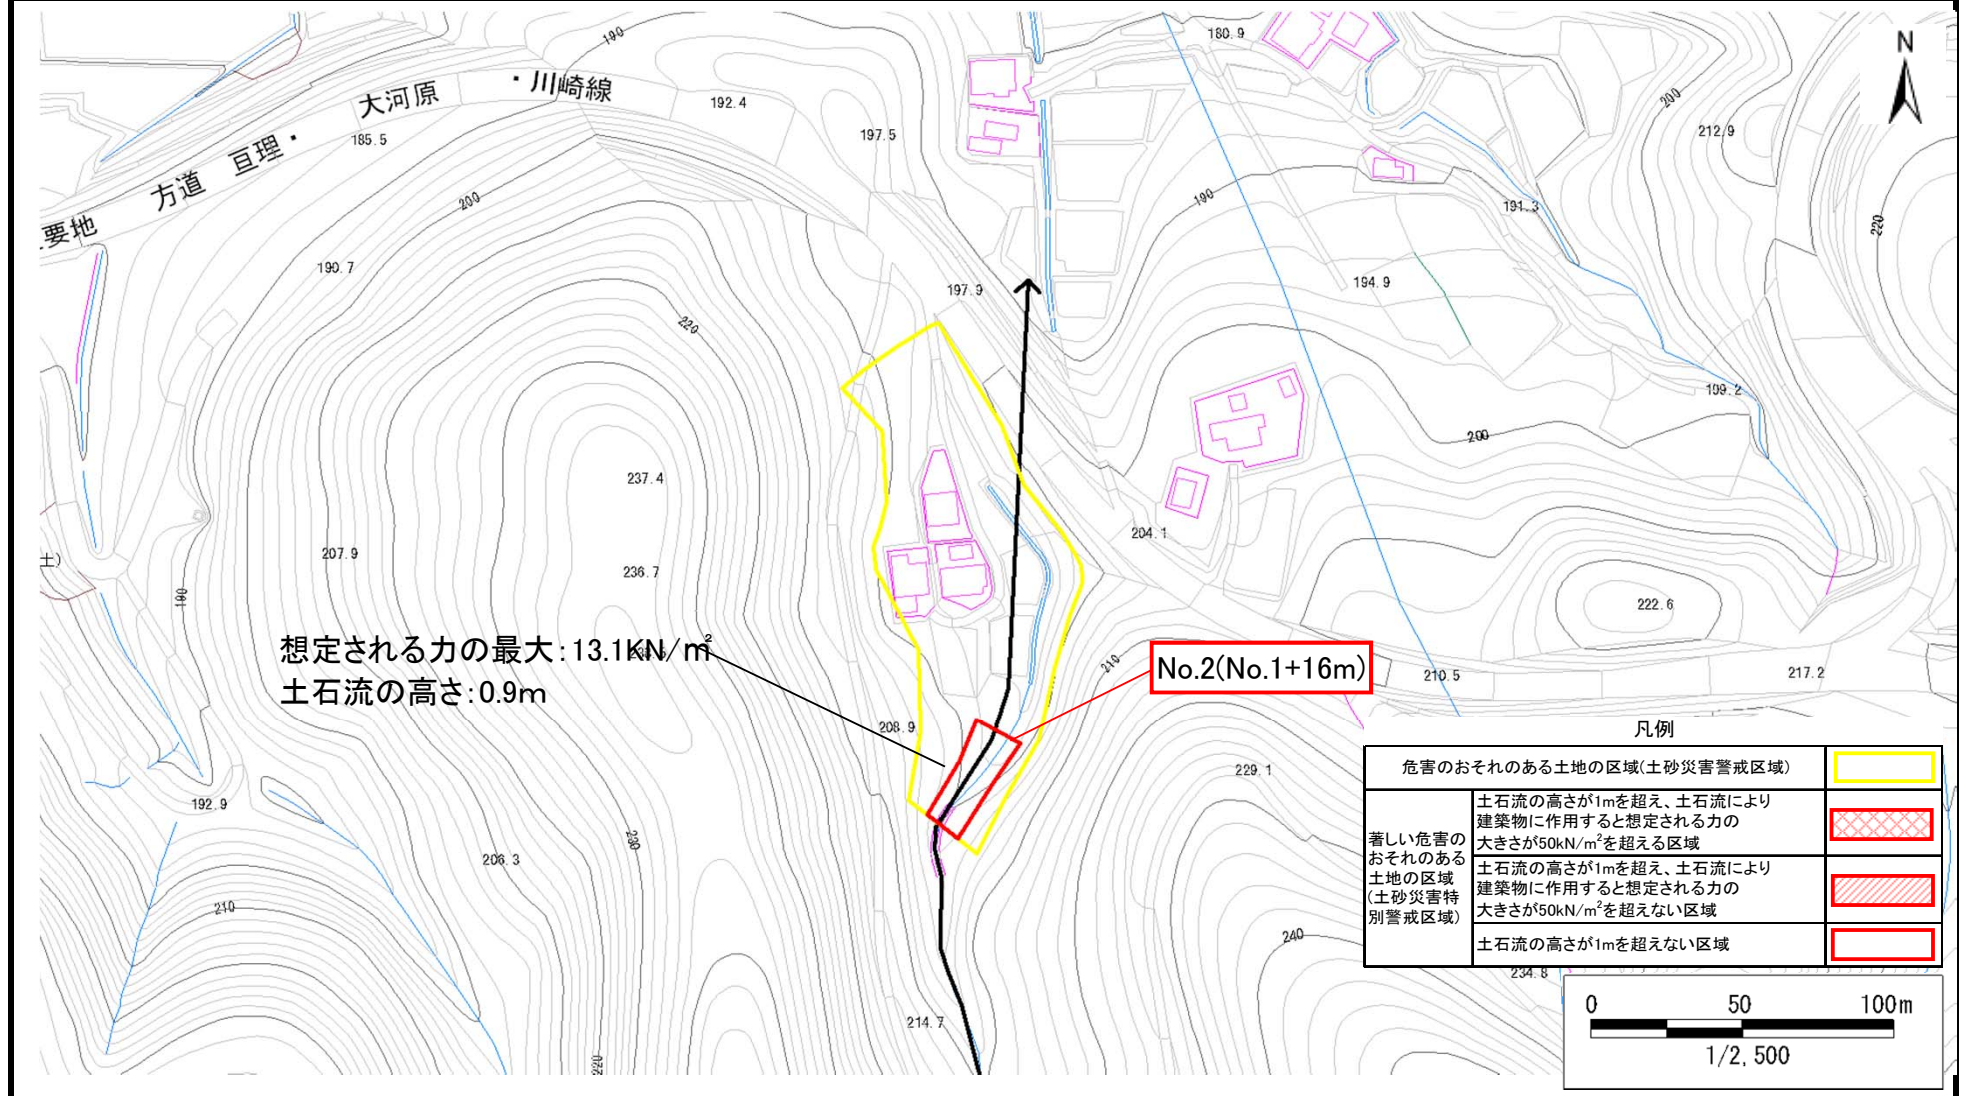 190
180.9
N
大河原
・川崎線
192.4
200
185.5
197.5
212.9
方道 亘理・
200
190
191.3
要地
220
190.7
197.9
194.9
220
199.2
200
237.4
204.1
207.9
土)
236.7
190
222.6
想定される力の最大:13.1KN/㎡
土石流の高さ:0.9m
No.2(No.1+16m)
210
210.5
217.2
208.9
凡例
229.1
危害のおそれのある土地の区域(土砂災害警戒区域)
192.9
著しい危害の
おそれのある
土地の区域
(土砂災害特
別警戒区域)
土石流の高さが1mを超え、土石流により
建築物に作用すると想定される力の
大きさが50kN/m²を超える区域
土石流の高さが1mを超え、土石流により
建築物に作用すると想定される力の
大きさが50kN/m²を超えない区域
土石流の高さが1mを超えない区域
230
206.3
210
240
234.8
214.7
220
0 50 100m
1/2,500